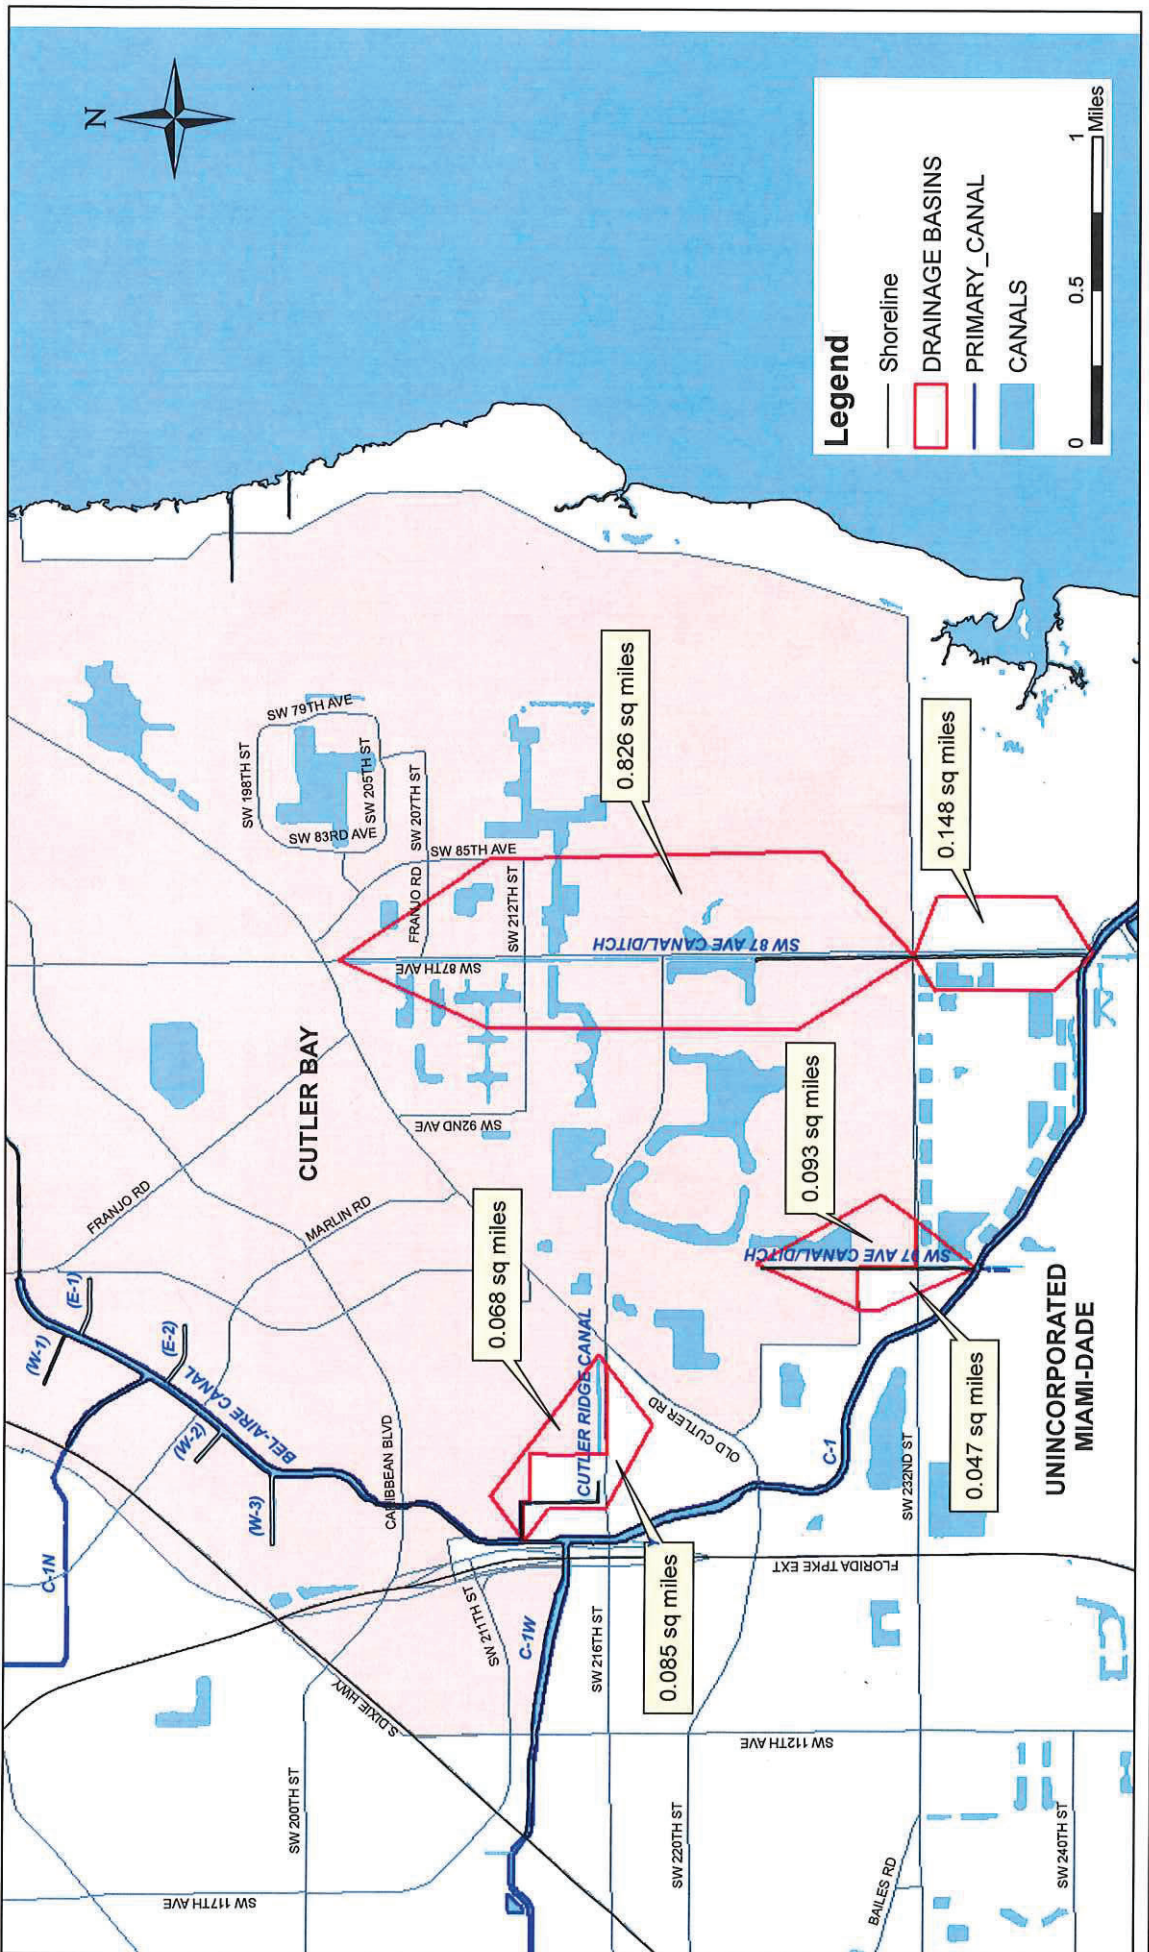 N
Legend
Shoreline
DRAINAGE BASINS
PRIMARY_CANAL
CANALS
0
0.5
1
Miles
CUTLER BAY
UNINCORPORATED
MIAMI-DADE
0.826 sq miles
0.148 sq miles
0.093 sq miles
0.047 sq miles
0.068 sq miles
0.085 sq miles
SW 79TH AVE
SW 198TH ST
SW 205TH ST
SW 83RD AVE
SW 207TH ST
SW 85TH AVE
FRANJO RD
SW 212TH ST
SW 87TH AVE
SW 87 AVE CANAL/DITCH
SW 92ND AVE
FRANJO RD
MARLIN RD
SW 97 AVE CANAL/DITCH
(E-1)
(W-1)
(E-2)
(W-2)
(W-3)
BEL-AIRE CANAL
CARIBBEAN BLVD
CUTLER RIDGE CANAL
OLD CUTLER RD
C-1
SW 232ND ST
C-1N
FLORIDA TPKE EXT
SW 211TH ST
C-1W
SW 216TH ST
S DIXIE HWY
SW 112TH AVE
SW 200TH ST
SW 220TH ST
SW 240TH ST
BAILES RD
SW 117TH AVE